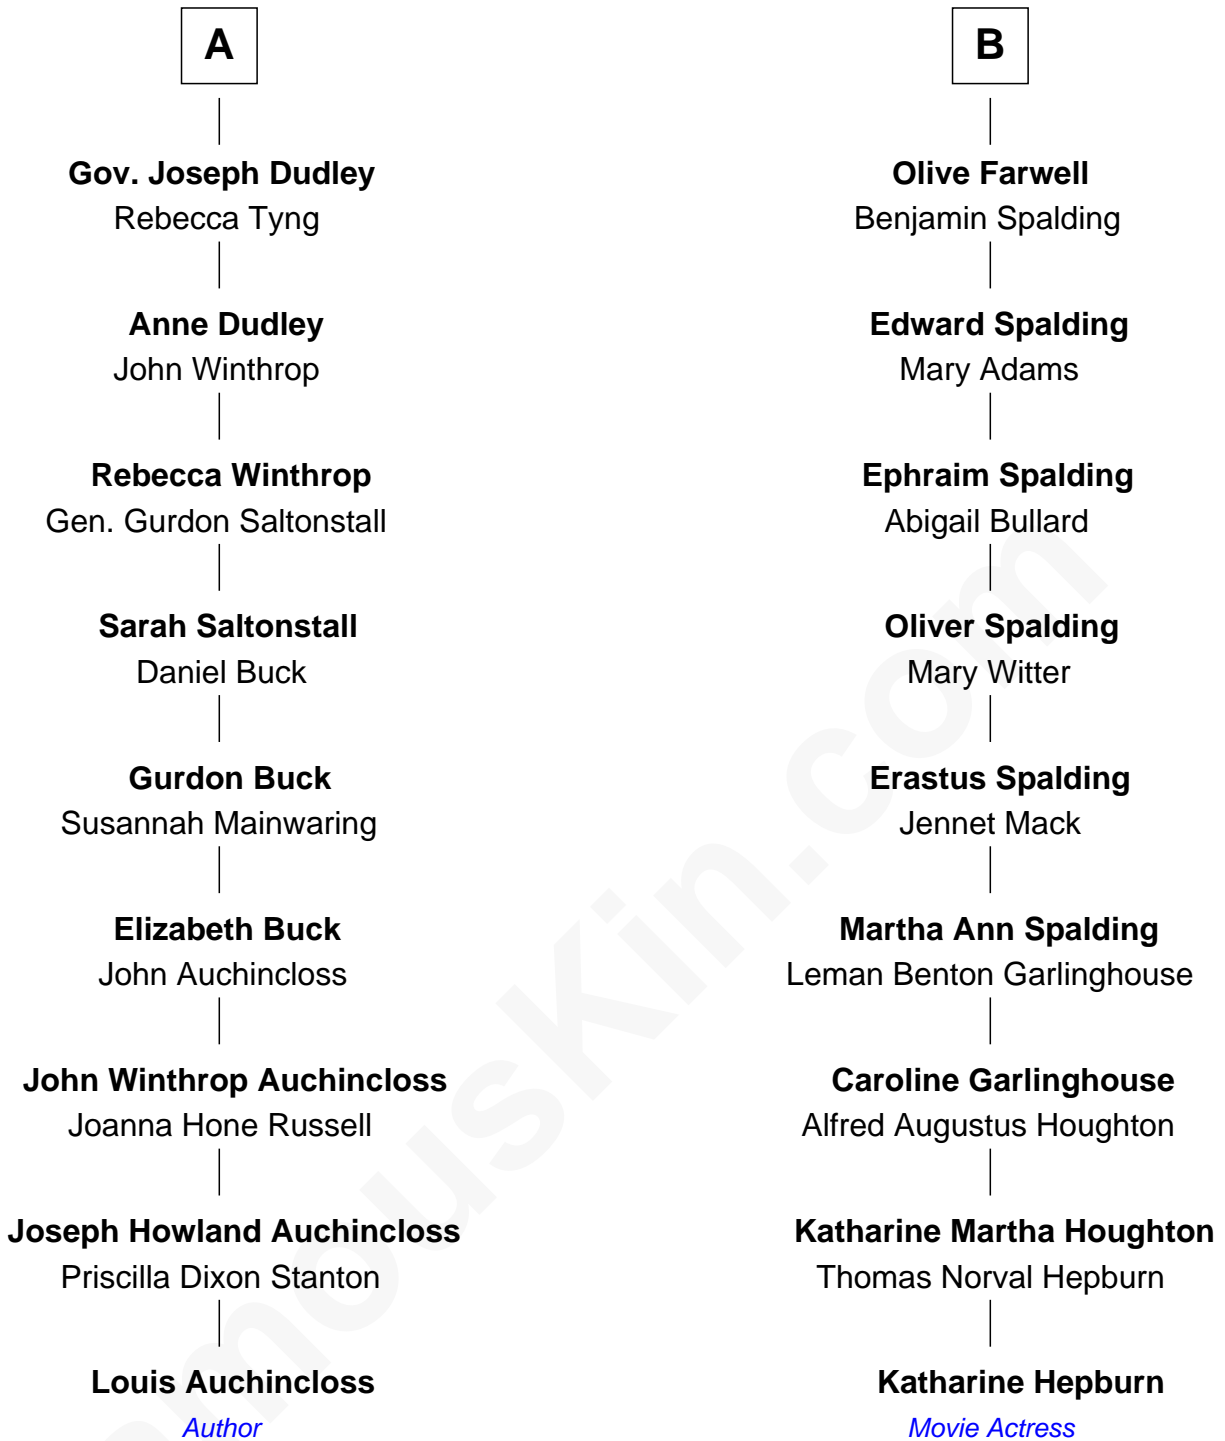 A
Gov. Joseph Dudley
Rebecca Tyng
Anne Dudley
John Winthrop
Rebecca Winthrop
Gen. Gurdon Saltonstall
Sarah Saltonstall
Daniel Buck
Gurdon Buck
Susannah Mainwaring
Elizabeth Buck
John Auchincloss
John Winthrop Auchincloss
Joanna Hone Russell
Joseph Howland Auchincloss
Priscilla Dixon Stanton
Louis Auchincloss
Author
B
Olive Farwell
Benjamin Spalding
Edward Spalding
Mary Adams
Ephraim Spalding
Abigail Bullard
Oliver Spalding
Mary Witter
Erastus Spalding
Jennet Mack
Martha Ann Spalding
Leman Benton Garlinghouse
Caroline Garlinghouse
Alfred Augustus Houghton
Katharine Martha Houghton
Thomas Norval Hepburn
Katharine Hepburn
Movie Actress
amousKin.com